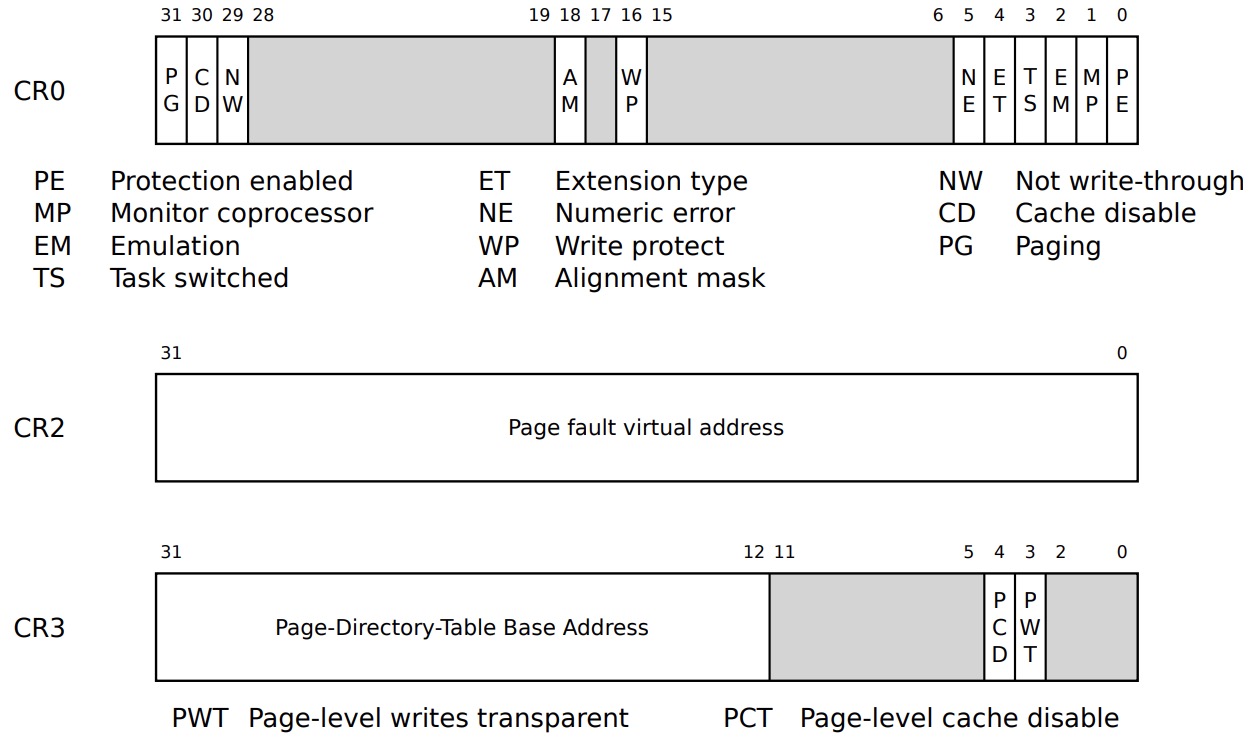 31 30 29 28 19 18 17 16 15 6 5 4 3 2 1 0
CR0
PG CD NW AM WP NE ET TS EM MP PE
PE Protection enabled ET Extension type NW Not write-through
MP Monitor coprocessor NE Numeric error CD Cache disable
EM Emulation WP Write protect PG Paging
TS Task switched AM Alignment mask
31 0
CR2 Page fault virtual address
31 12 11 5 4 3 2 0
CR3 Page-Directory-Table Base Address PCD PWT
PWT Page-level writes transparent PCT Page-level cache disable